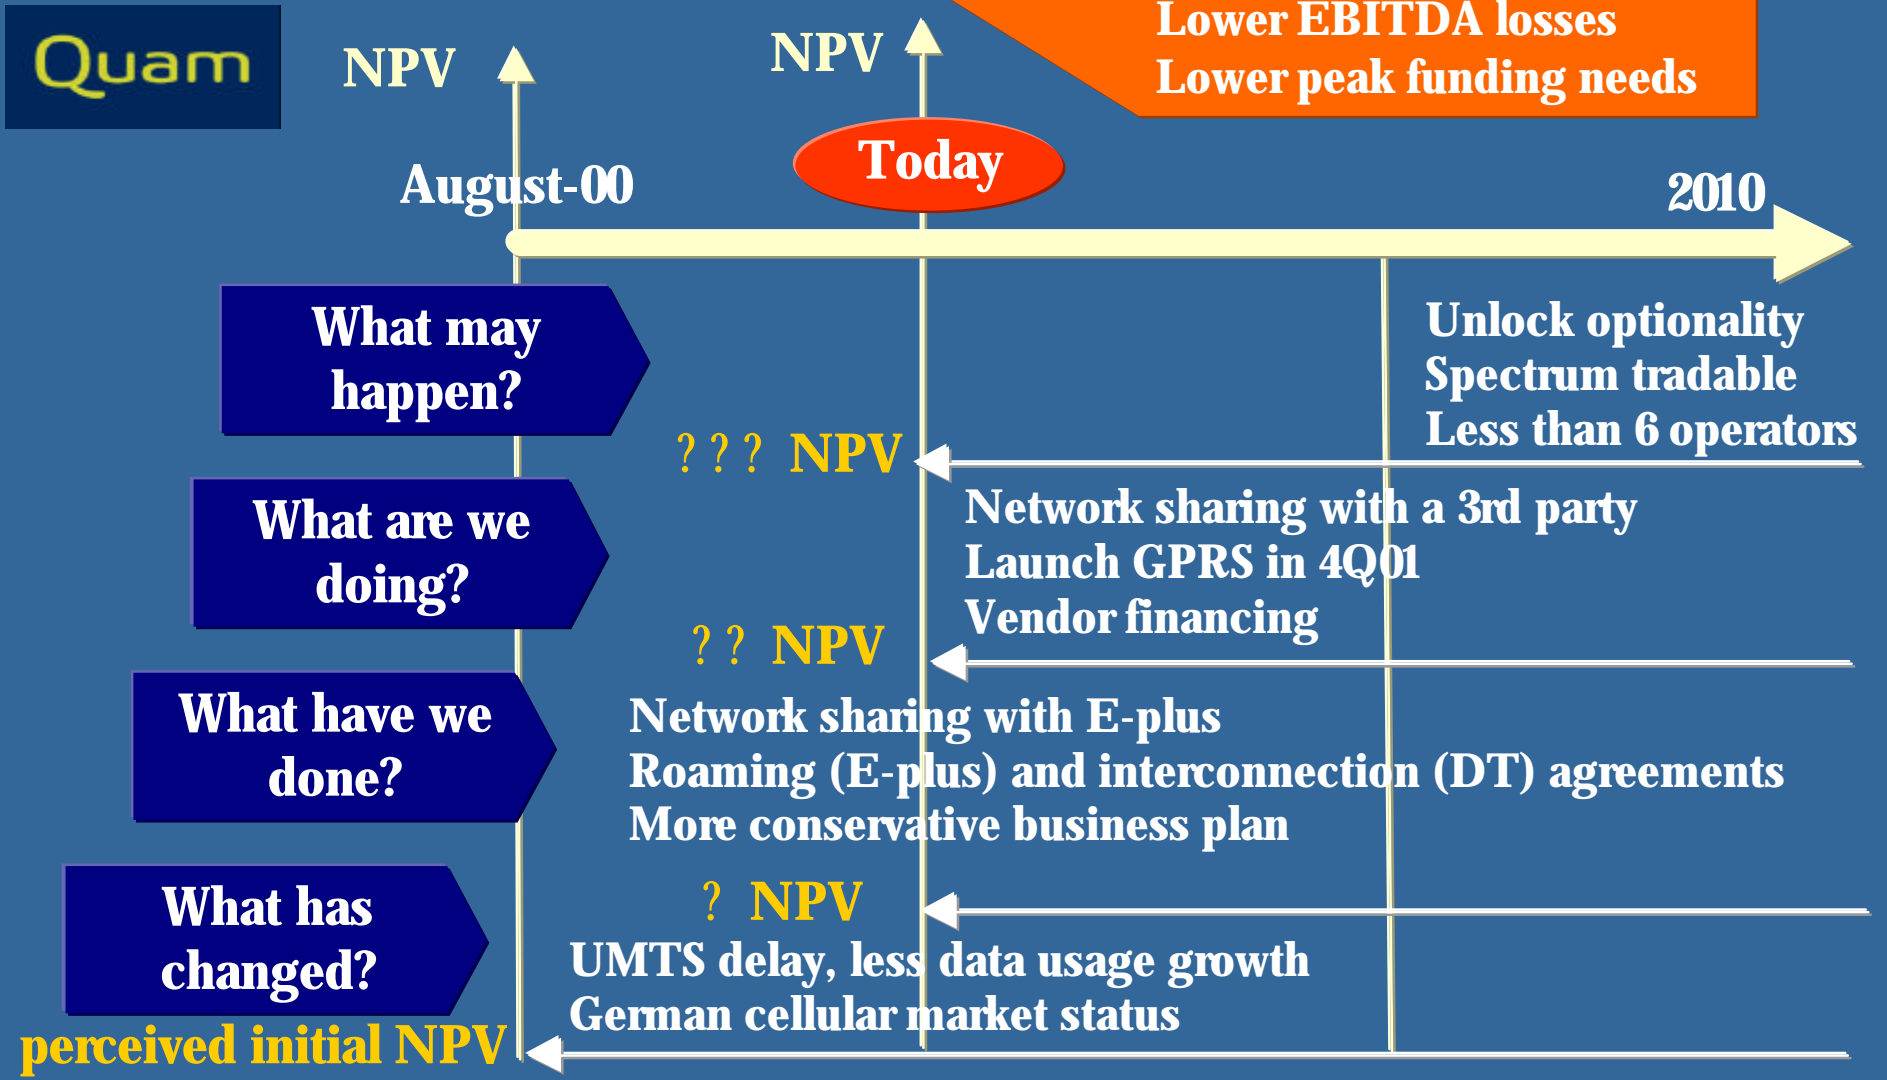 Quam
NPV
NPV
Lower EBITDA losses
Lower peak funding needs
August-00
Today
2010
What may
happen?
Unlock optionality
Spectrum tradable
Less than 6 operators
??? NPV
What are we
doing?
Network sharing with a 3rd party
Launch GPRS in 4Q01
Vendor financing
?? NPV
What have we
done?
Network sharing with E-plus
Roaming (E-plus) and interconnection (DT) agreements
More conservative business plan
? NPV
What has
changed?
UMTS delay, less data usage growth
German cellular market status
perceived initial NPV